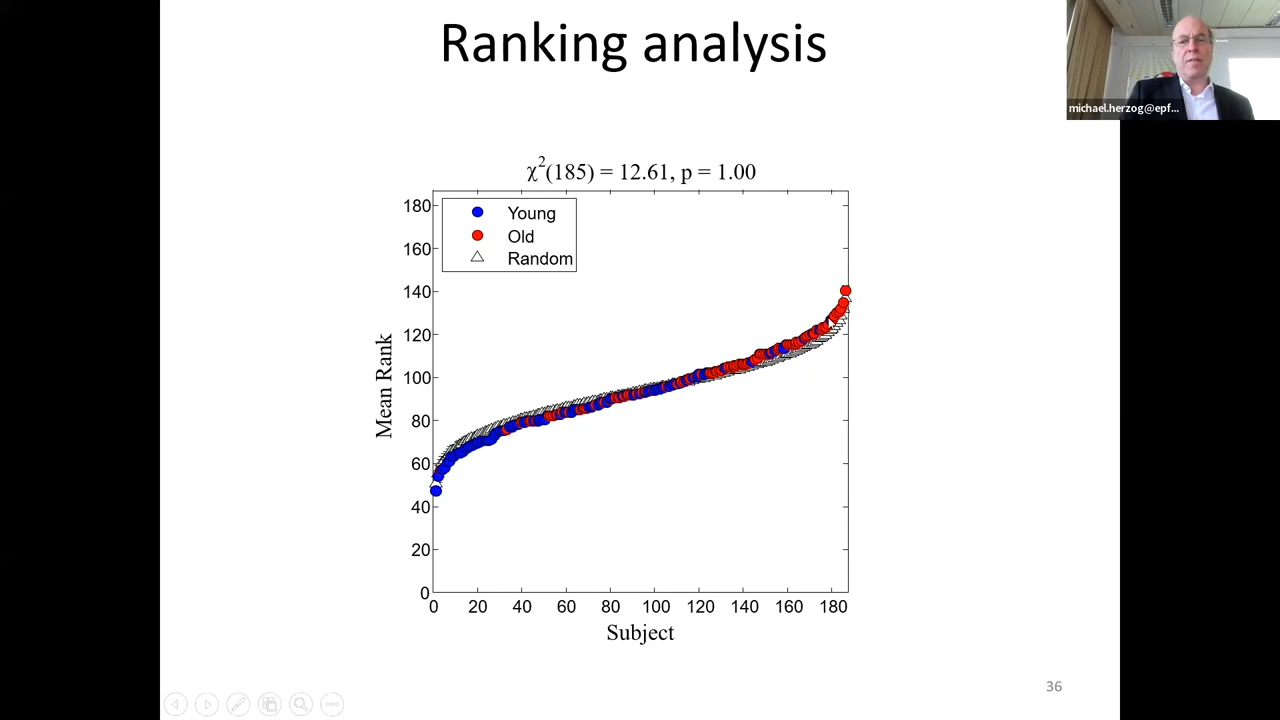 Ranking analysis
michael.herzog@epf...
χ²(185) = 12.61, p = 1.00
Young
Old
Random
180
160
140
120
100
80
60
40
20
0
Mean Rank
0 20 40 60 80 100 120 140 160 180
Subject
36